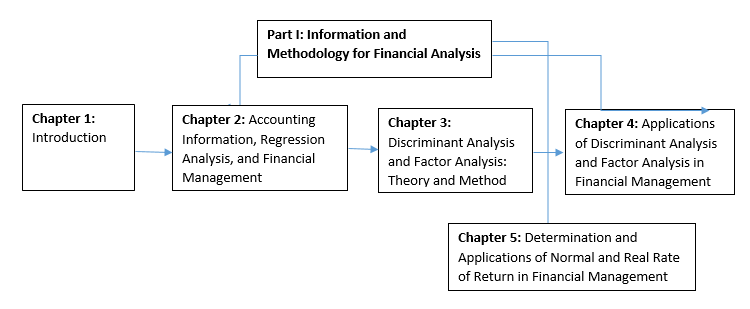 Part I: Information and
Methodology for Financial Analysis
Chapter 1:
Introduction
Chapter 2: Accounting
Information, Regression
Analysis, and Financial
Management
Chapter 3:
Discriminant Analysis
and Factor Analysis:
Theory and Method
Chapter 4: Applications
of Discriminant Analysis
and Factor Analysis in
Financial Management
Chapter 5: Determination and
Applications of Normal and Real Rate
of Return in Financial Management